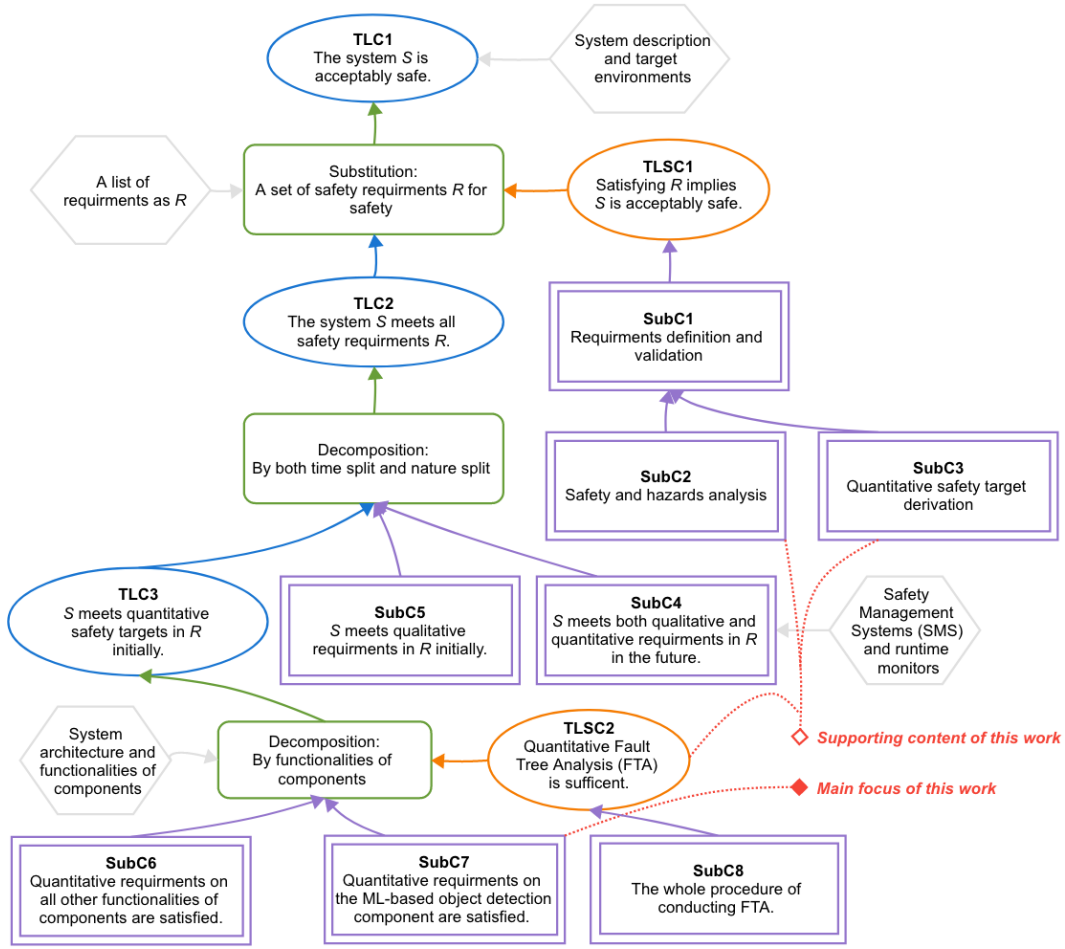 TLC1
The system S is
acceptably safe.
System description
and target
environments
A list of
requirments as R
Substitution:
A set of safety requirments R for
safety
TLSC1
Satisfying R implies
S is acceptably safe.
TLC2
The system S meets all
safety requirments R.
SubC1
Requirments definition and
validation
Decomposition:
By both time split and nature split
SubC2
Safety and hazards analysis
SubC3
Quantitative safety target
derivation
TLC3
S meets quantitative
safety targets in R
initially.
SubC5
S meets qualitative
requirments in R initially.
SubC4
S meets both qualitative and
quantitative requirments in R
in the future.
Safety
Management
Systems (SMS)
and runtime
monitors
System
architecture and
functionalities of
components
Decomposition:
By functionalities of
components
TLSC2
Quantitative Fault
Tree Analysis (FTA)
is sufficent.
Supporting content of this work
Main focus of this work
SubC6
Quantitative requirments on
all other functionalities of
components are satisfied.
SubC7
Quantitative requirments on
the ML-based object detection
component are satisfied.
SubC8
The whole procedure of
conducting FTA.